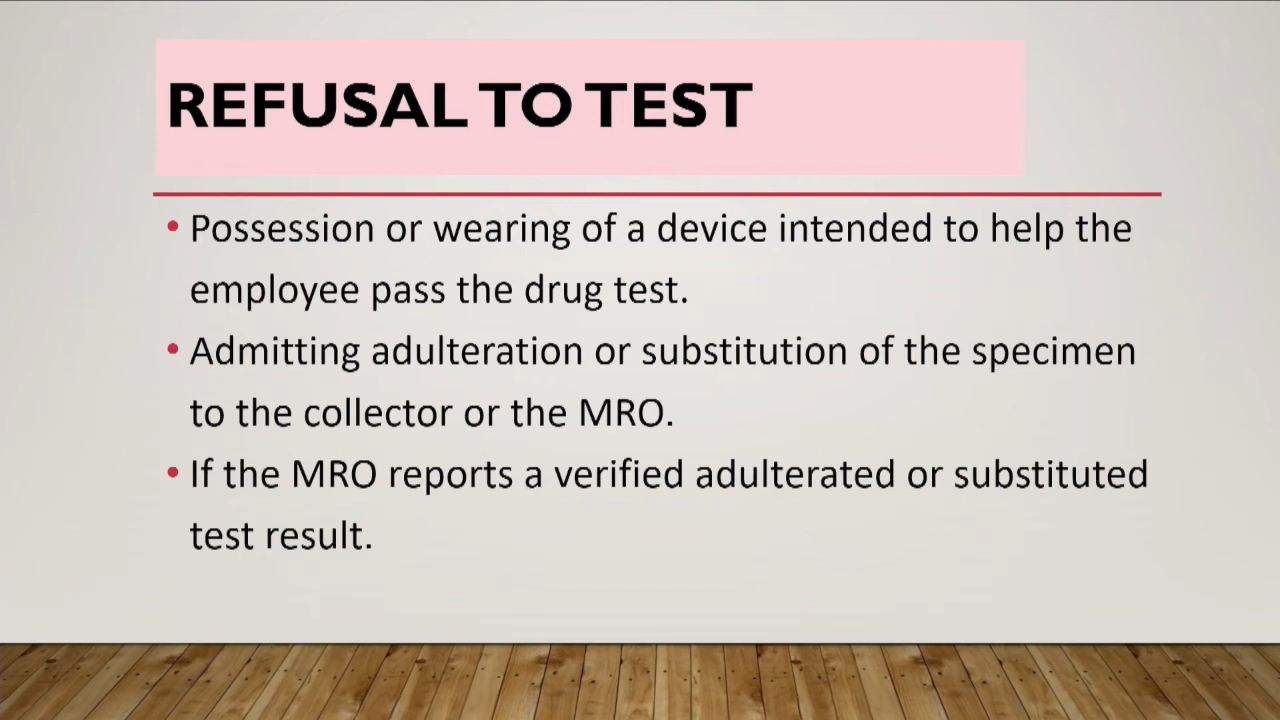 REFUSAL TO TEST
• Possession or wearing of a device intended to help the
employee pass the drug test.
• Admitting adulteration or substitution of the specimen
to the collector or the MRO.
• If the MRO reports a verified adulterated or substituted
test result.